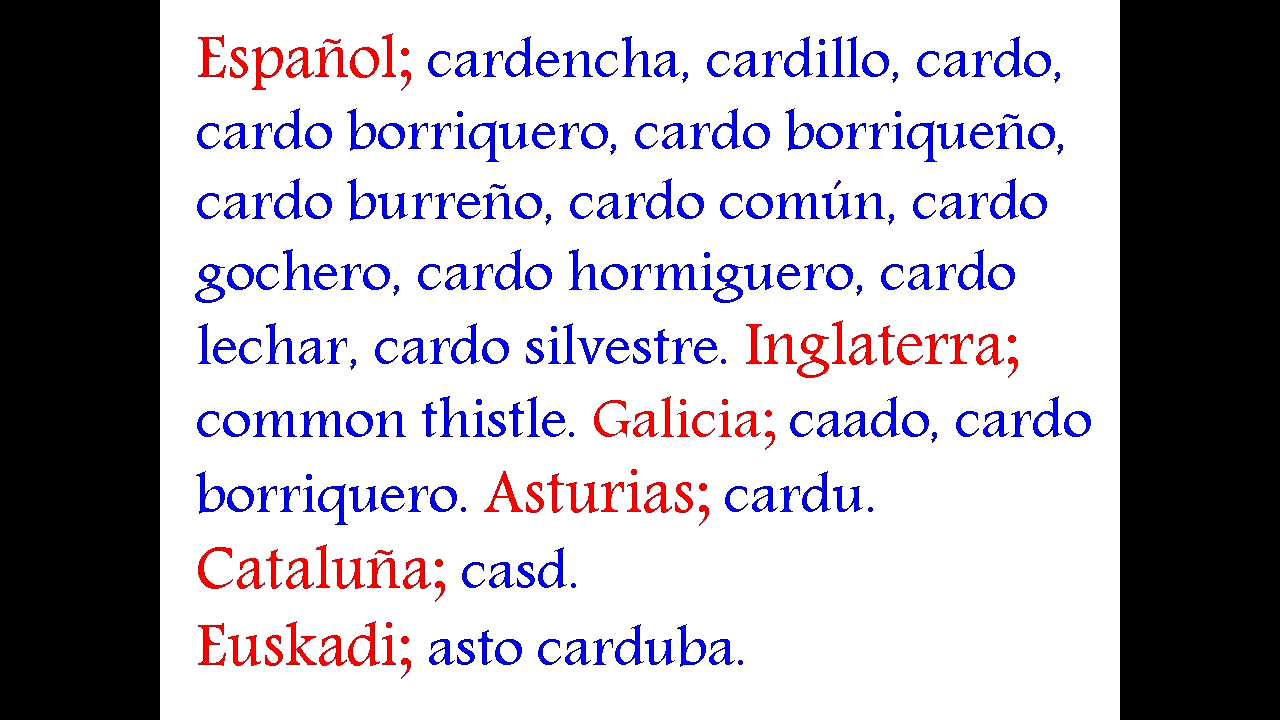 Español; cardencha, cardillo, cardo,
cardo borriquero, cardo borriqueño,
cardo burreño, cardo común, cardo
gochero, cardo hormiguero, cardo
lechar, cardo silvestre. Inglaterra;
common thistle. Galicia; caado, cardo
borriquero. Asturias; cardu.
Cataluña; casd.
Euskadi; asto carduba.